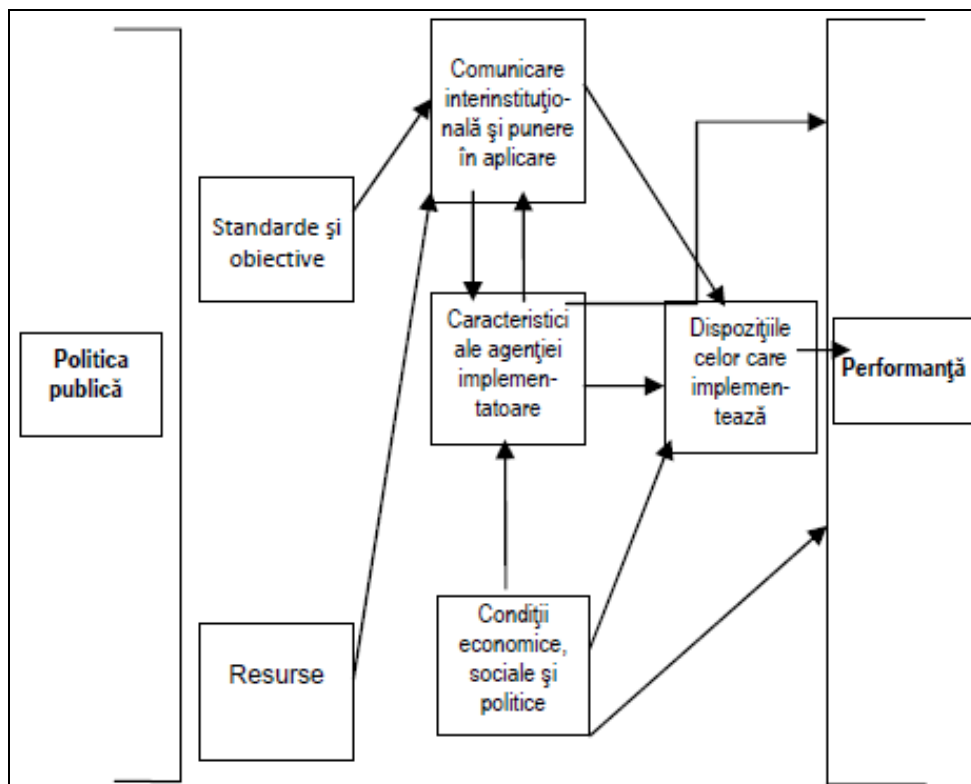 Politica
publică
Standarde şi
obiective
Resurse
Comunicare
interinstituţio-
nală şi punere
în aplicare
Caracteristici
ale agenţiei
implemen-
tatoare
Condiţii
economice,
sociale şi
politice
Dispoziţiile
celor care
implemen-
tează
Performanţă